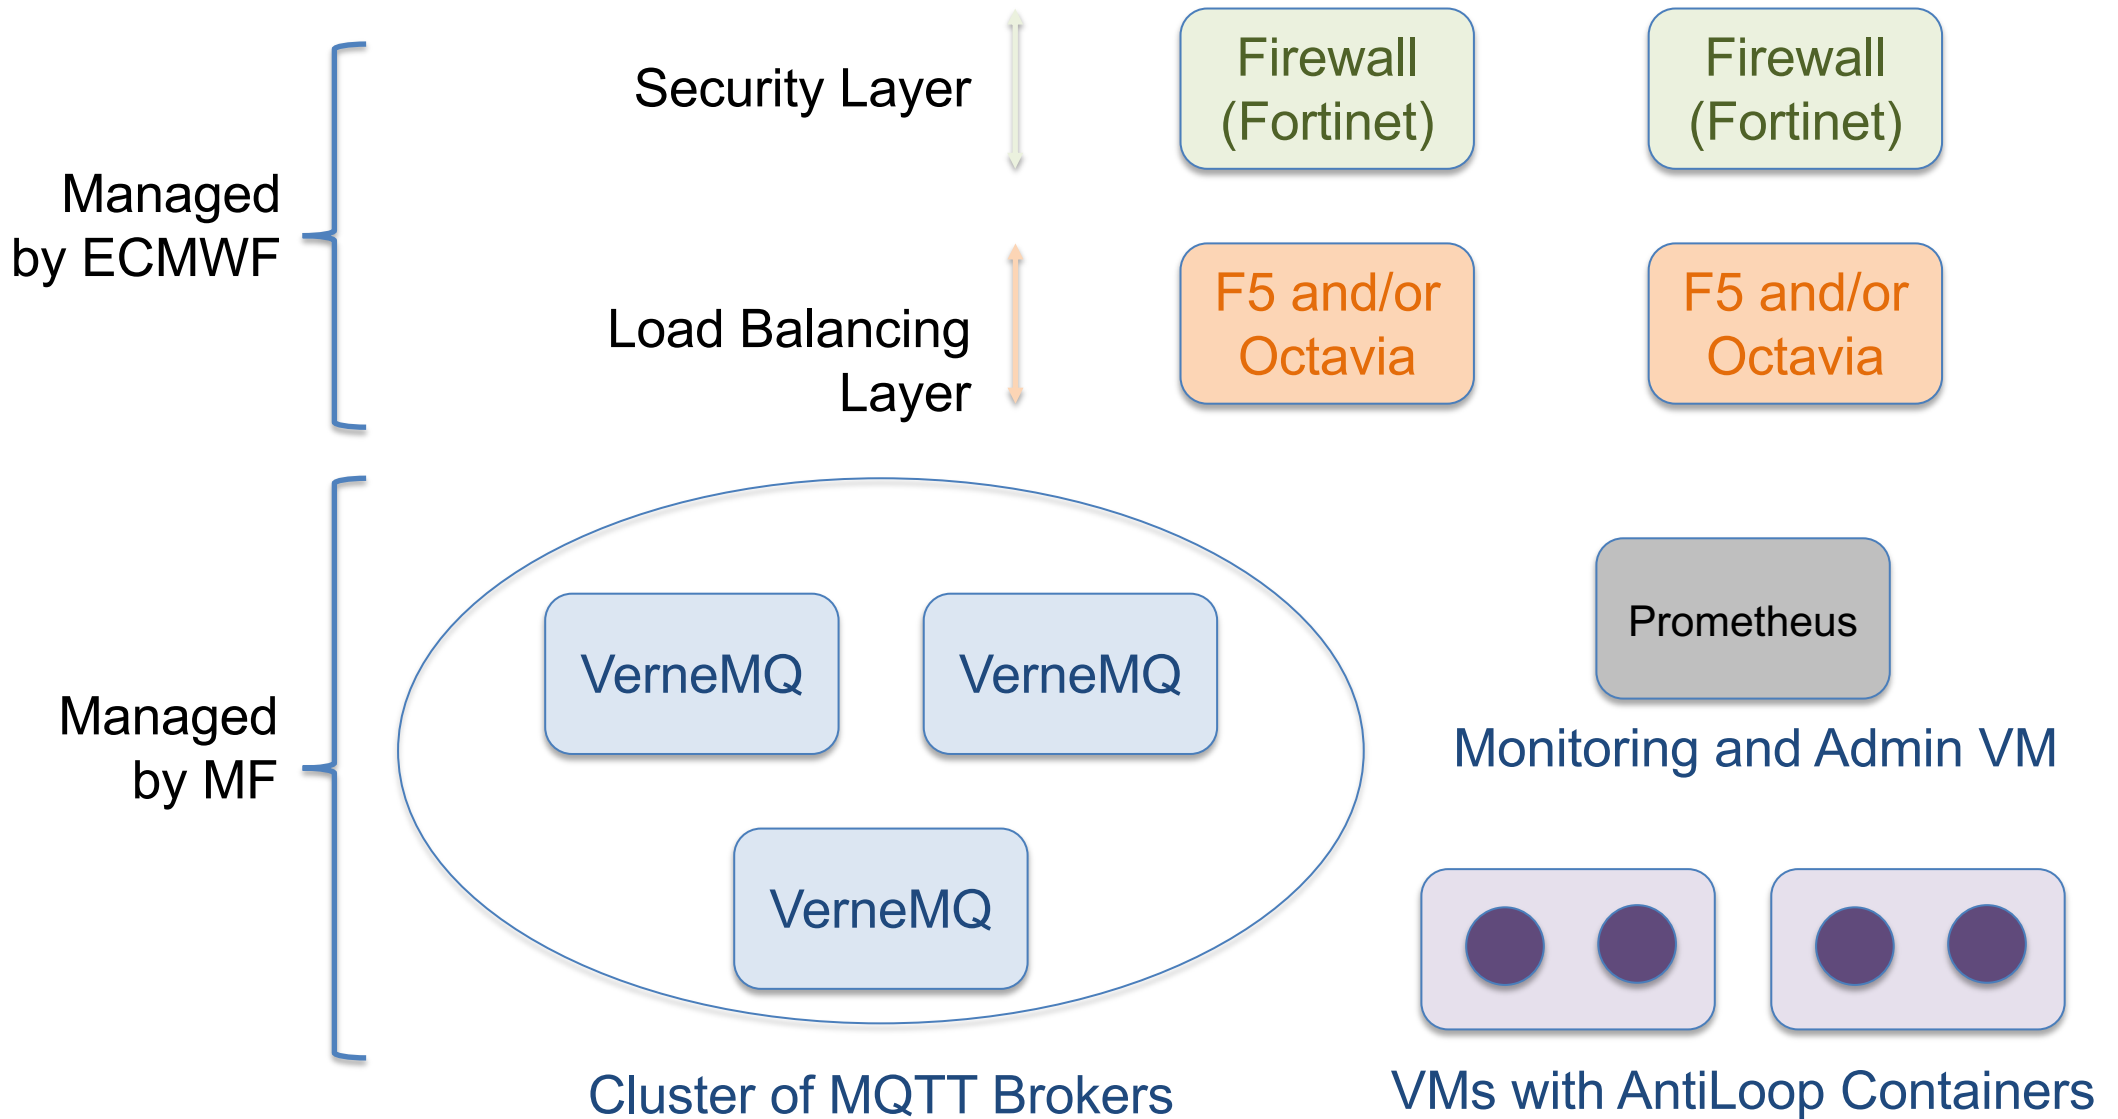 Security Layer
Firewall
(Fortinet)
Firewall
(Fortinet)
Managed
by ECMWF
Load Balancing
Layer
F5 and/or
Octavia
F5 and/or
Octavia
Managed
by MF
VerneMQ
VerneMQ
VerneMQ
Cluster of MQTT Brokers
Prometheus
Monitoring and Admin VM
VMs with AntiLoop Containers